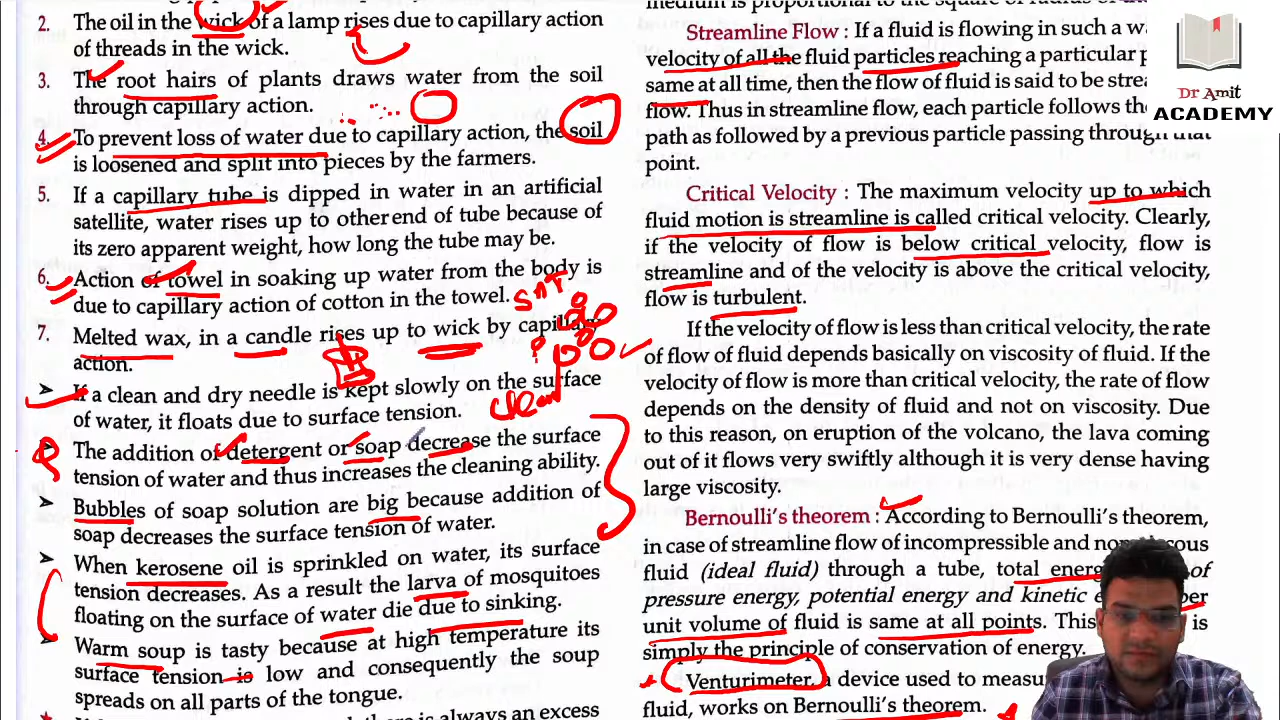 2. The oil in the wick of a lamp rises due to capillary action
of threads in the wick.
3. The root hairs of plants draws water from the soil
through capillary action.
4. To prevent loss of water due to capillary action, the soil
is loosened and split into pieces by the farmers.
5. If a capillary tube is dipped in water in an artificial
satellite, water rises up to other end of tube because of
its zero apparent weight, how long the tube may be.
6. Action of towel in soaking up water from the body is
due to capillary action of cotton in the towel.
7. Melted wax, in a candle rises up to wick by capillary
action.
➤ If a clean and dry needle is kept slowly on the surface
of water, it floats due to surface tension.
The addition of detergent or soap decrease the surface
tension of water and thus increases the cleaning ability.
➤ Bubbles of soap solution are big because addition of
soap decreases the surface tension of water.
➤ When kerosene oil is sprinkled on water, its surface
tension decreases. As a result the larva of mosquitoes
floating on the surface of water die due to sinking.
➤ Warm soup is tasty because at high temperature its
surface tension is low and consequently the soup
spreads on all parts of the tongue.
there is always an excess
medium is proportional to the square of radius of
Streamline Flow : If a fluid is flowing in such a
velocity of all the fluid particles reaching a particular
same at all time, then the flow of fluid is said to be
flow. Thus in streamline flow, each particle follows the
path as followed by a previous particle passing through that
point.
Critical Velocity : The maximum velocity up to which
fluid motion is streamline is called critical velocity. Clearly,
if the velocity of flow is below critical velocity, flow is
streamline and of the velocity is above the critical velocity,
flow is turbulent.
If the velocity of flow is less than critical velocity, the rate
of flow of fluid depends basically on viscosity of fluid. If the
velocity of flow is more than critical velocity, the rate of flow
depends on the density of fluid and not on viscosity. Due
to this reason, on eruption of the volcano, the lava coming
out of it flows very swiftly although it is very dense having
large viscosity.
Bernoulli's theorem : According to Bernoulli's theorem,
in case of streamline flow of incompressible and
fluid (ideal fluid) through a tube, total of
pressure energy, potential energy and kinetic per
unit volume of fluid is same at all points. This is
simply the principle of conservation of energy.
Venturimeter, a device used to
fluid, works on Bernoulli's theorem.
Dr Amit
ACADEMY
clean